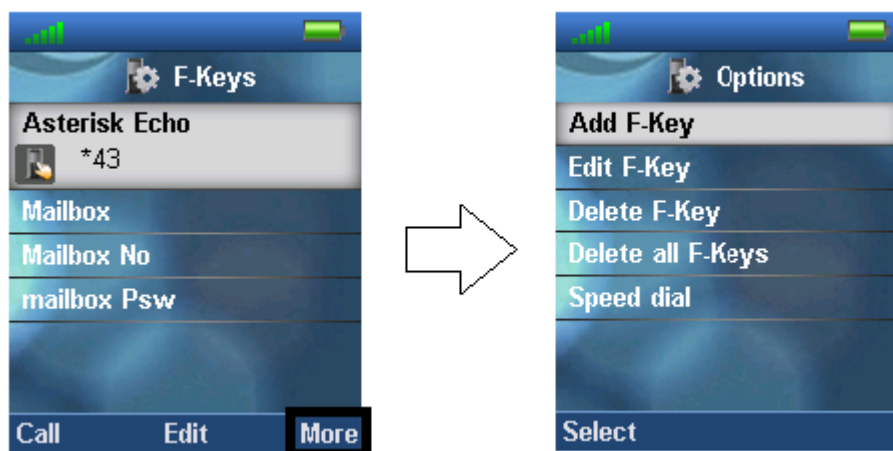 F-Keys
Asterisk Echo
*43
Mailbox
Mailbox No
mailbox Psw
Call Edit More
Options
Add F-Key
Edit F-Key
Delete F-Key
Delete all F-Keys
Speed dial
Select